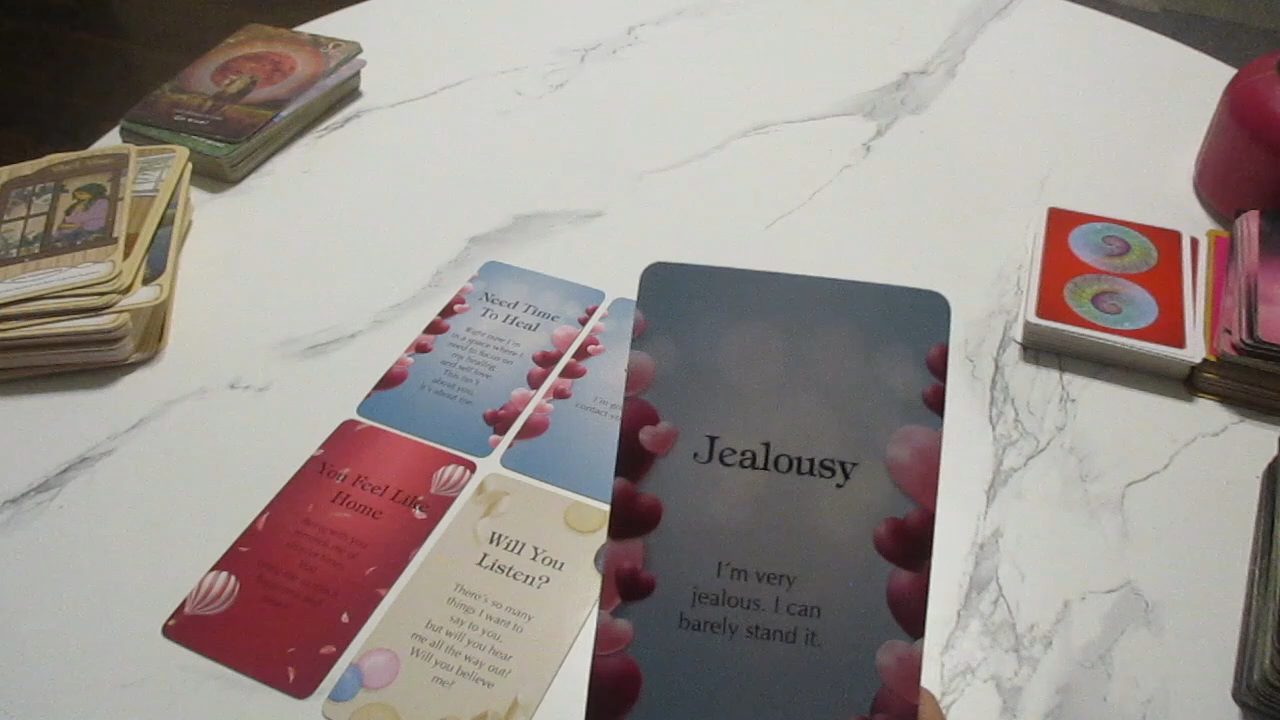 Need Time
To Heal
Right now I'm
in a space where I
need to focus on
my healing
and self love.
This isn't
about you,
it's about me.
I'm
contact
You Feel Like
Home
Will You
Listen?
There's so many
things I want to
say to you,
but will you hear
me all the way out?
Will you believe
me?
Jealousy
I'm very
jealous. I can
barely stand it.